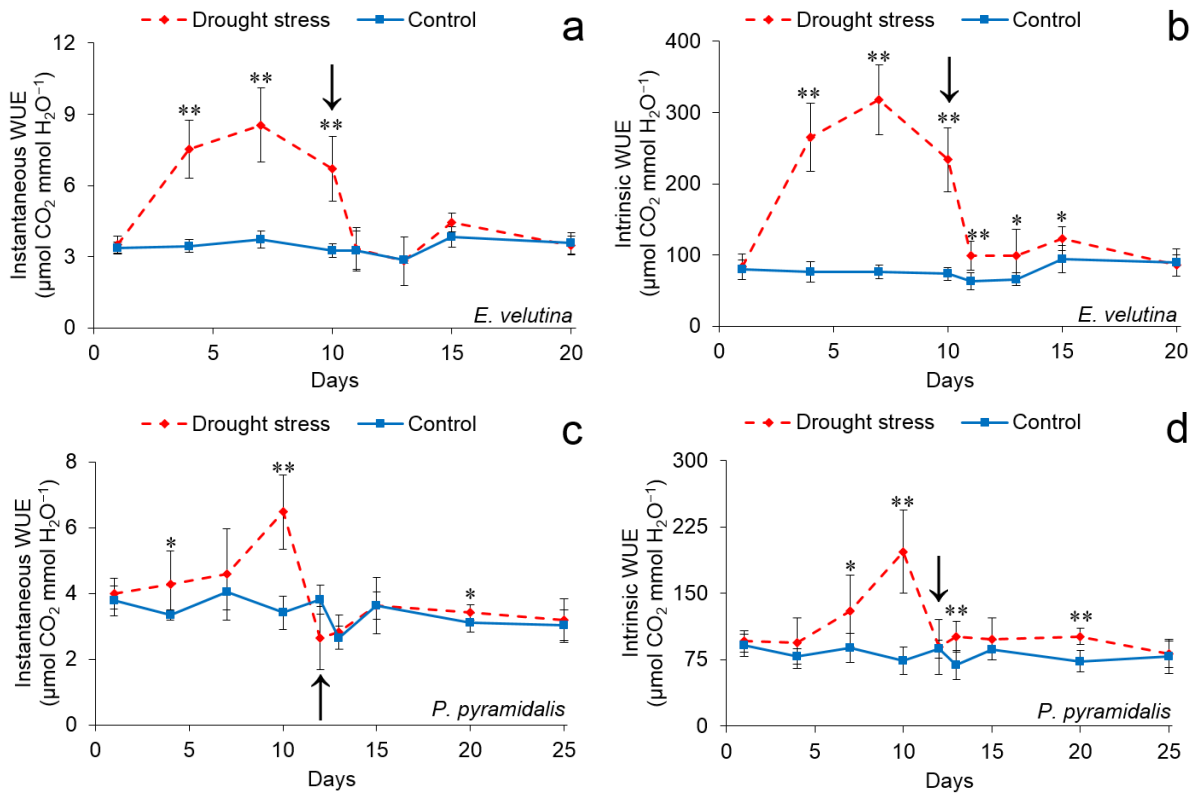 Drought stress Control
a
Instantaneous WUE
(µmol CO₂ mmol H₂O⁻¹)
12
9
6
3
0
** ** **
E. velutina
0 5 10 15 20
Days
Drought stress Control
b
Intrinsic WUE
(µmol CO₂ mmol H₂O⁻¹)
400
300
200
100
0
** ** ** ** * *
E. velutina
0 5 10 15 20
Days
Drought stress Control
c
Instantaneous WUE
(µmol CO₂ mmol H₂O⁻¹)
8
6
4
2
0
* ** *
P. pyramidalis
0 5 10 15 20 25
Days
Drought stress Control
d
Intrinsic WUE
(µmol CO₂ mmol H₂O⁻¹)
300
225
150
75
0
* ** ** **
P. pyramidalis
0 5 10 15 20 25
Days